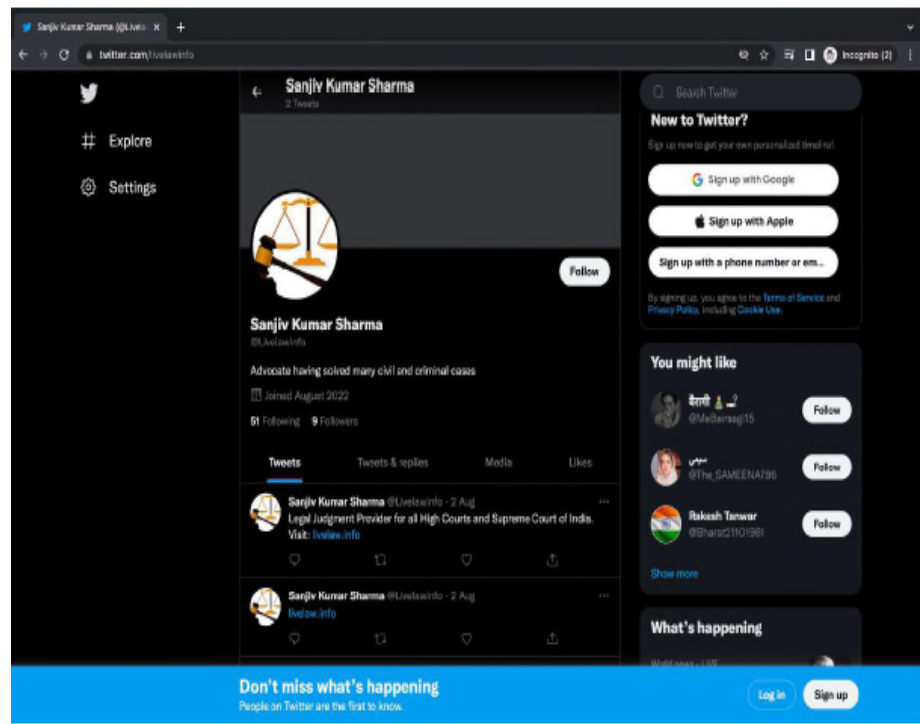 Sanjiv Kumar Sharma (@Livela
twitter.com/livelawinfo
Incognito (2)
Explore
Settings
Sanjiv Kumar Sharma
2 Tweets
Follow
Sanjiv Kumar Sharma
@Livelawinfo
Advocate having solved many civil and criminal cases
Joined August 2022
51 Following 9 Followers
Tweets Tweets & replies Media Likes
Sanjiv Kumar Sharma @Livelawinfo · 2 Aug
Legal Judgment Provider for all High Courts and Supreme Court of India.
Visit: livelaw.info
Sanjiv Kumar Sharma @Livelawinfo · 2 Aug
livelaw.info
Search Twitter
New to Twitter?
Sign up now to get your own personalized timeline!
Sign up with Google
Sign up with Apple
Sign up with a phone number or em...
By signing up, you agree to the Terms of Service and
Privacy Policy, including Cookie Use.
You might like
बैरागी
@MeBairaagi15
Follow
سیمی
@The_SAMEENA786
Follow
Rakesh Tanwar
@Bharat21101981
Follow
Show more
What's happening
World news · LIVE
Don't miss what's happening
People on Twitter are the first to know.
Log in
Sign up